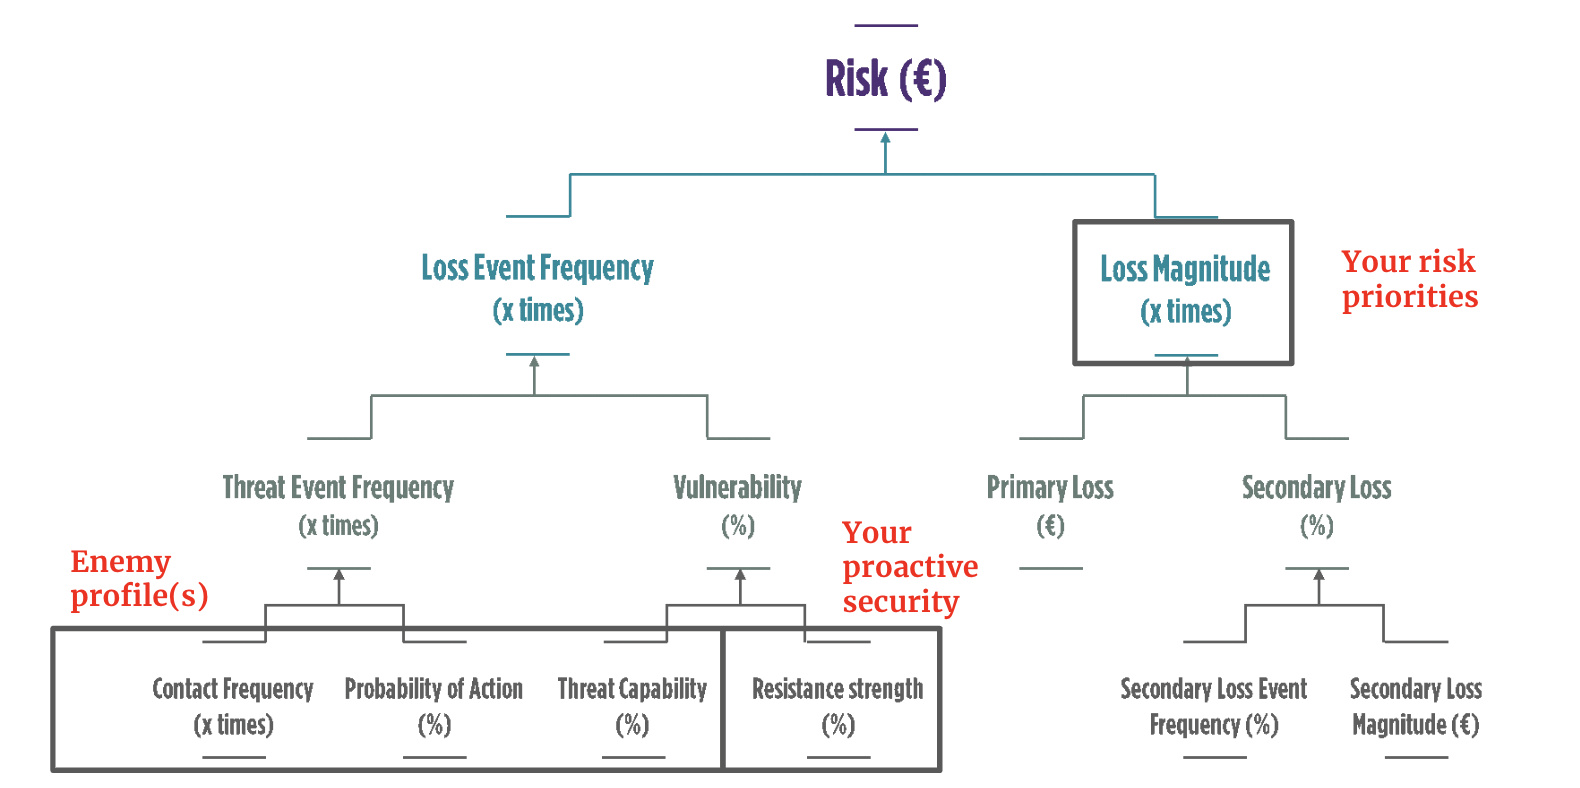 Risk (€)
Loss Event Frequency
(x times)
Loss Magnitude
(x times)
Your risk
priorities
Threat Event Frequency
(x times)
Vulnerability
(%)
Primary Loss
(€)
Secondary Loss
(%)
Enemy
profile(s)
Your
proactive
security
Contact Frequency
(x times)
Probability of Action
(%)
Threat Capability
(%)
Resistance strength
(%)
Secondary Loss Event
Frequency (%)
Secondary Loss
Magnitude (€)